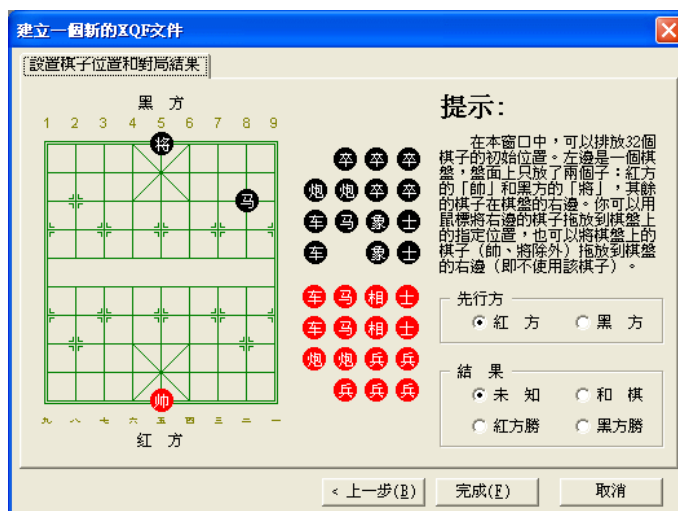 建立一個新的XQF文件
設置棋子位置和對局結果
黑 方
1 2 3 4 5 6 7 8 9
将
马
九 八 七 六 五 四 三 二 一
帅
红 方
卒 卒 卒
炮 炮 卒 卒
车 马 象 士
车 象 士
车 马 相 士
车 马 相 士
炮 炮 兵 兵
兵 兵 兵
提示:
在本窗口中，可以排放32個
棋子的初始位置。左邊是一個棋
盤，盤面上只放了兩個子：紅方
的「帥」和黑方的「將」，其餘
的棋子在棋盤的右邊。你可以用
鼠標將右邊的棋子拖放到棋盤上
的指定位置，也可以將棋盤上的
棋子（帥、將除外）拖放到棋盤
的右邊（即不使用該棋子）。
先行方
紅 方 黑 方
結 果
未 知 和 棋
紅方勝 黑方勝
< 上一步(B) 完成(F) 取消